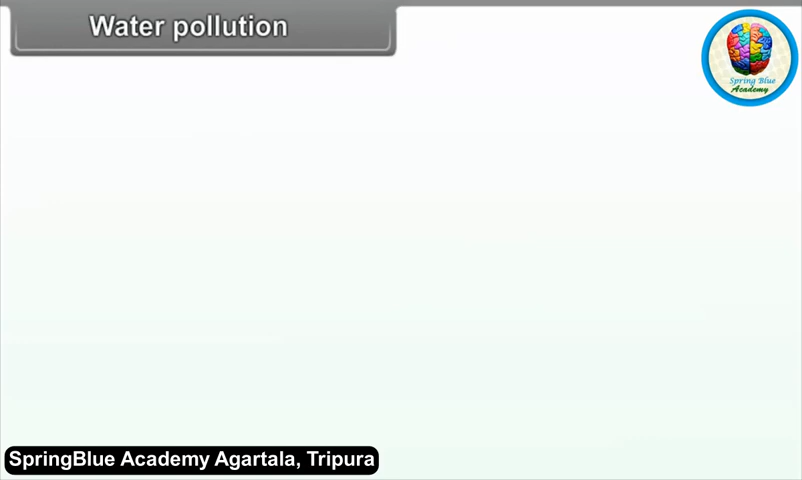 Water pollution
Spring Blue
Academy
SpringBlue Academy Agartala, Tripura